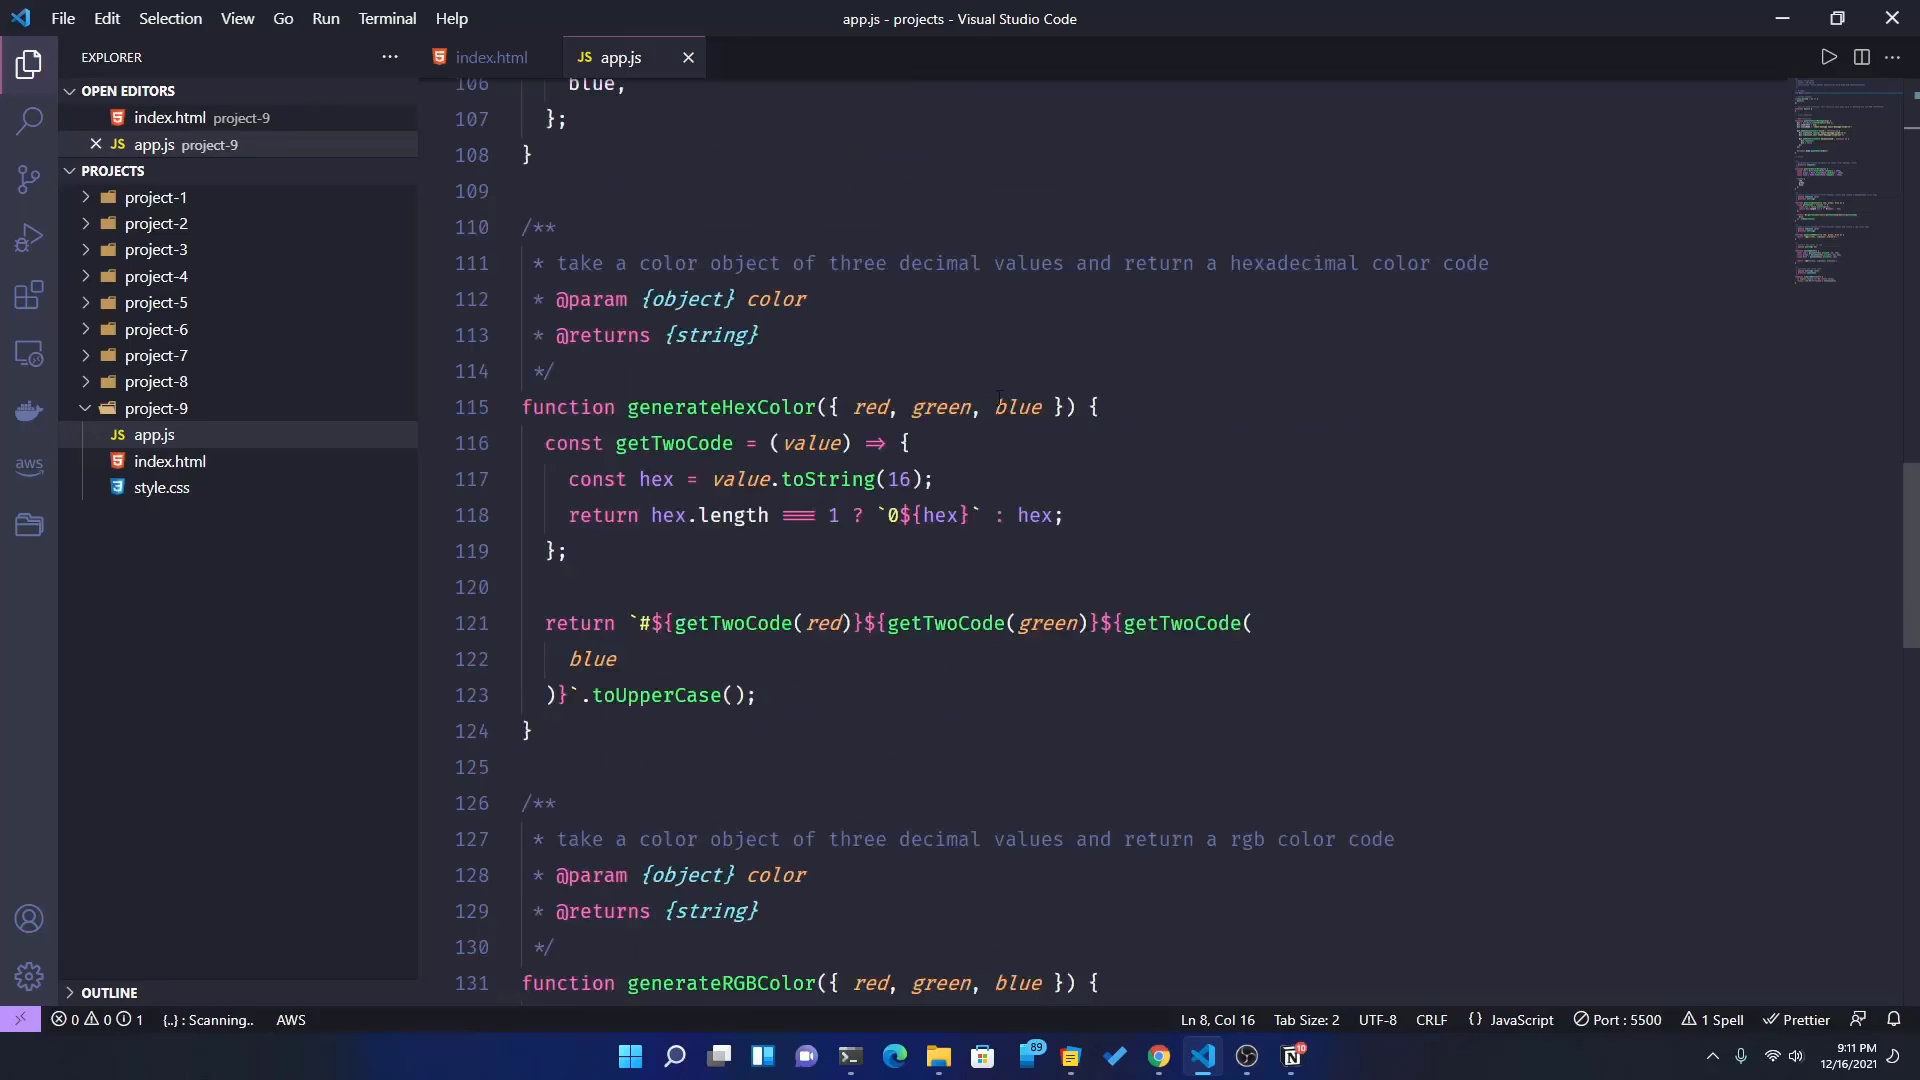 File Edit Selection View Go Run Terminal Help
app.js - projects - Visual Studio Code
EXPLORER
OPEN EDITORS
index.html project-9
JS app.js project-9
PROJECTS
project-1
project-2
project-3
project-4
project-5
project-6
project-7
project-8
project-9
JS app.js
index.html
style.css
OUTLINE
aws
index.html
JS app.js
106 blue,
107 };
108 }
109
110 /**
111 * take a color object of three decimal values and return a hexadecimal color code
112 * @param {object} color
113 * @returns {string}
114 */
115 function generateHexColor({ red, green, blue }) {
116 const getTwoCode = (value) => {
117 const hex = value.toString(16);
118 return hex.length === 1 ? `0${hex}` : hex;
119 };
120
121 return `#${getTwoCode(red)}${getTwoCode(green)}${getTwoCode(
122 blue
123 )}`.toUpperCase();
124 }
125
126 /**
127 * take a color object of three decimal values and return a rgb color code
128 * @param {object} color
129 * @returns {string}
130 */
131 function generateRGBColor({ red, green, blue }) {
0 0 1 {..} : Scanning.. AWS
Ln 8, Col 16 Tab Size: 2 UTF-8 CRLF {} JavaScript Port : 5500 1 Spell Prettier
89
10
9:11 PM
12/16/2021